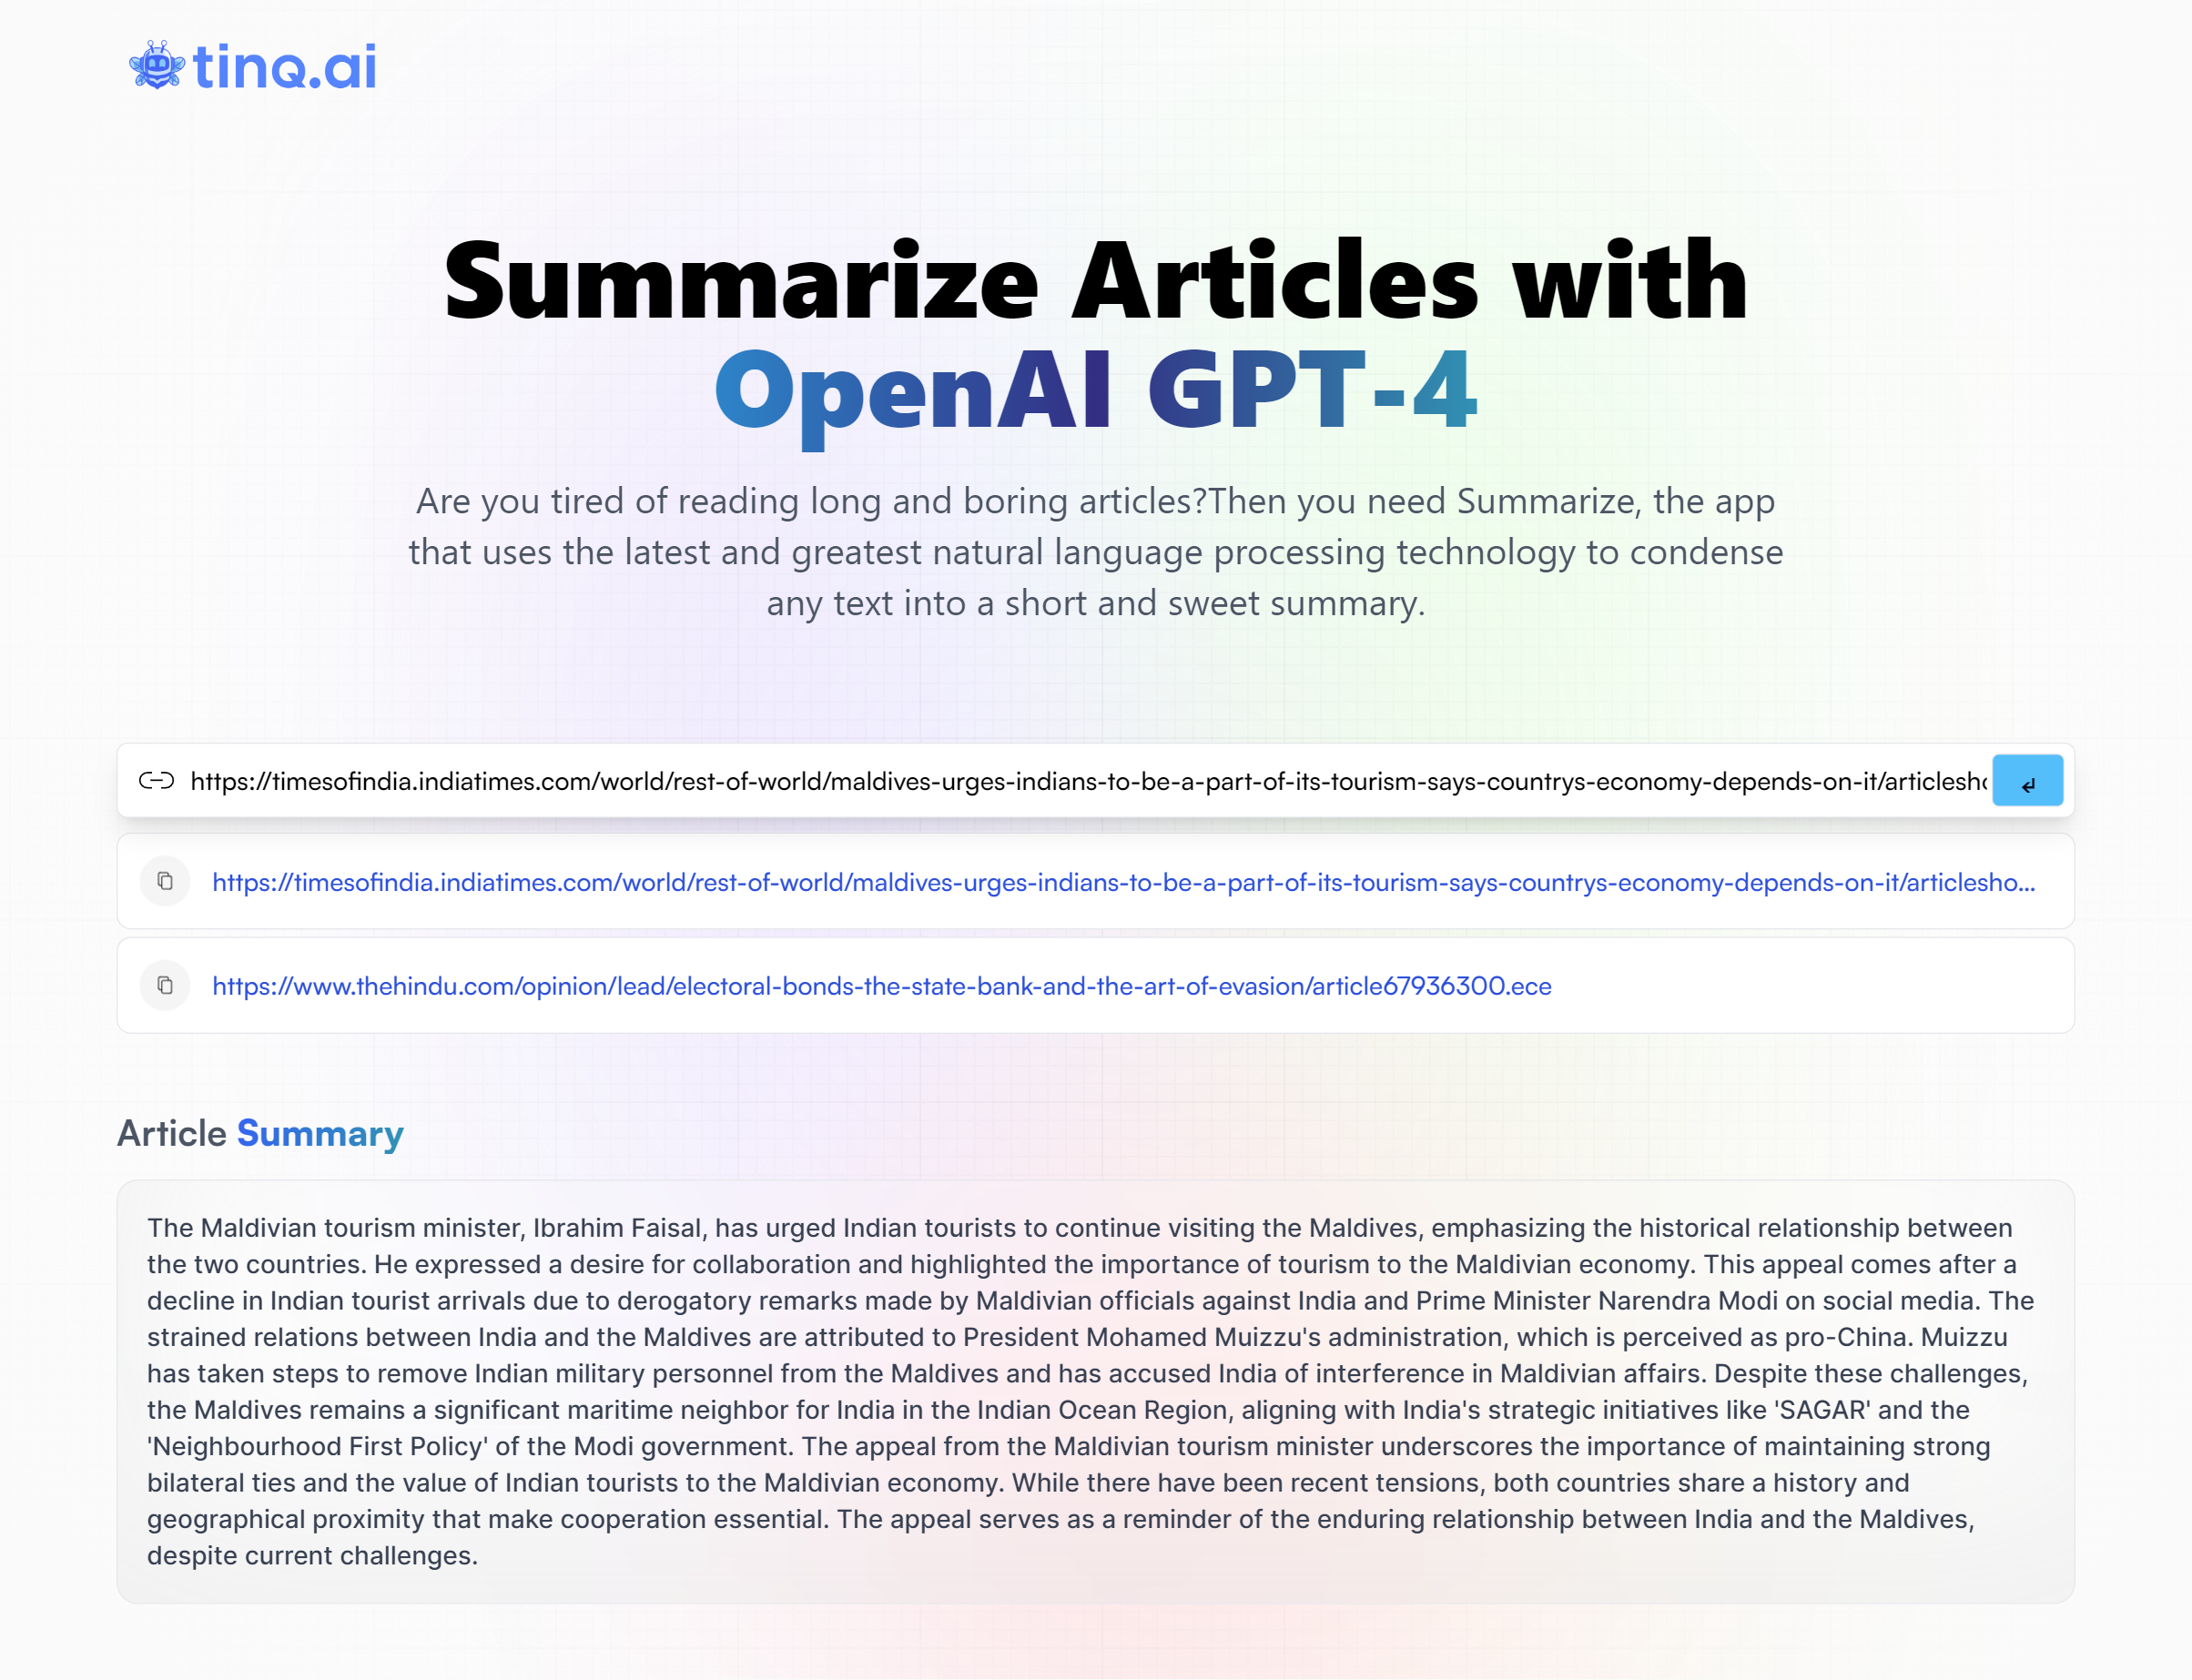 tinq.ai
Summarize Articles with
OpenAI GPT-4
Are you tired of reading long and boring articles?Then you need Summarize, the app
that uses the latest and greatest natural language processing technology to condense
any text into a short and sweet summary.
https://timesofindia.indiatimes.com/world/rest-of-world/maldives-urges-indians-to-be-a-part-of-its-tourism-says-countrys-economy-depends-on-it/articlesho
https://timesofindia.indiatimes.com/world/rest-of-world/maldives-urges-indians-to-be-a-part-of-its-tourism-says-countrys-economy-depends-on-it/articlesho...
https://www.thehindu.com/opinion/lead/electoral-bonds-the-state-bank-and-the-art-of-evasion/article67936300.ece
Article Summary
The Maldivian tourism minister, Ibrahim Faisal, has urged Indian tourists to continue visiting the Maldives, emphasizing the historical relationship between
the two countries. He expressed a desire for collaboration and highlighted the importance of tourism to the Maldivian economy. This appeal comes after a
decline in Indian tourist arrivals due to derogatory remarks made by Maldivian officials against India and Prime Minister Narendra Modi on social media. The
strained relations between India and the Maldives are attributed to President Mohamed Muizzu's administration, which is perceived as pro-China. Muizzu
has taken steps to remove Indian military personnel from the Maldives and has accused India of interference in Maldivian affairs. Despite these challenges,
the Maldives remains a significant maritime neighbor for India in the Indian Ocean Region, aligning with India's strategic initiatives like 'SAGAR' and the
'Neighbourhood First Policy' of the Modi government. The appeal from the Maldivian tourism minister underscores the importance of maintaining strong
bilateral ties and the value of Indian tourists to the Maldivian economy. While there have been recent tensions, both countries share a history and
geographical proximity that make cooperation essential. The appeal serves as a reminder of the enduring relationship between India and the Maldives,
despite current challenges.